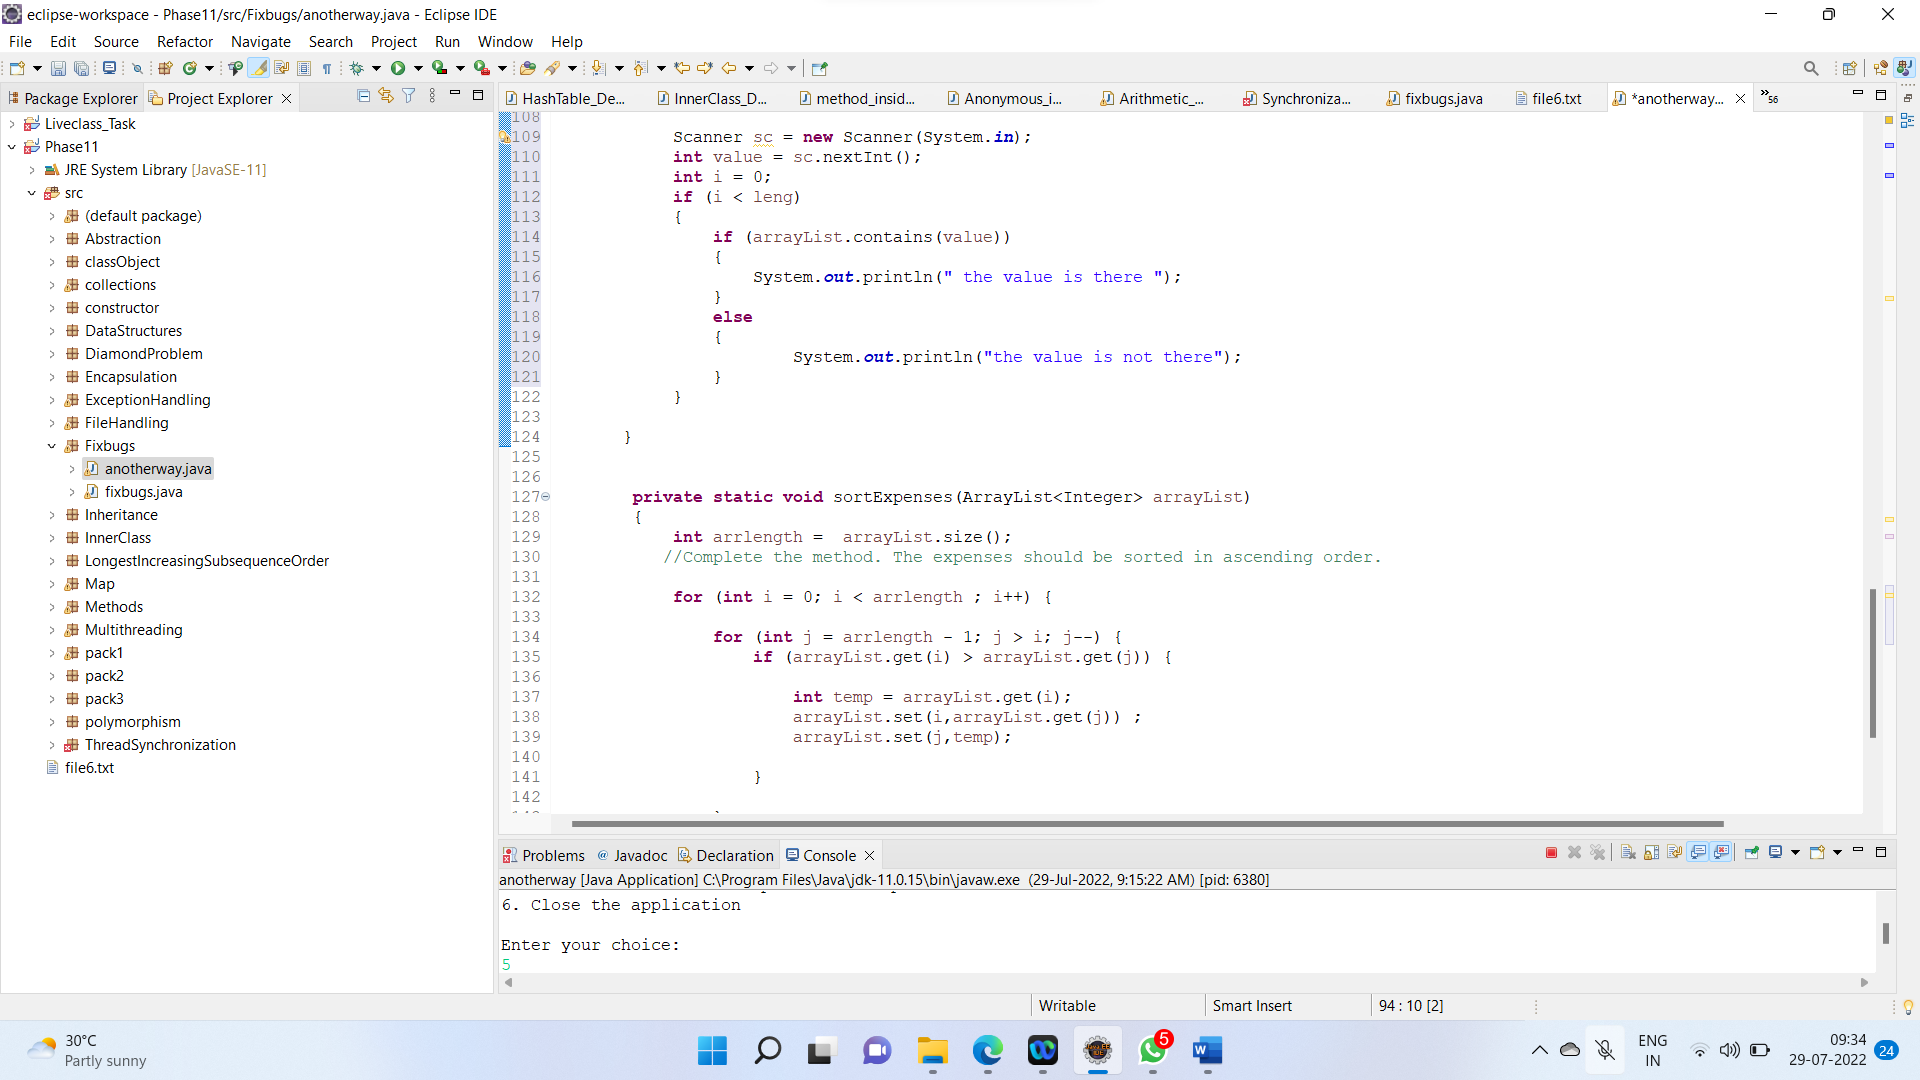 eclipse-workspace - Phase11/src/Fixbugs/anotherway.java - Eclipse IDE
File Edit Source Refactor Navigate Search Project Run Window Help
Package Explorer Project Explorer
HashTable_De... InnerClass_D... method_insid... Anonymous_i... Arithmetic_... Synchroniza... fixbugs.java file6.txt *anotherway... »56
Liveclass_Task
Phase11
JRE System Library [JavaSE-11]
src
(default package)
Abstraction
classObject
collections
constructor
DataStructures
DiamondProblem
Encapsulation
ExceptionHandling
FileHandling
Fixbugs
anotherway.java
fixbugs.java
Inheritance
InnerClass
LongestIncreasingSubsequenceOrder
Map
Methods
Multithreading
pack1
pack2
pack3
polymorphism
ThreadSynchronization
file6.txt
108
109 Scanner sc = new Scanner(System.in);
110 int value = sc.nextInt();
111 int i = 0;
112 if (i < leng)
113 {
114 if (arrayList.contains(value))
115 {
116 System.out.println(" the value is there ");
117 }
118 else
119 {
120 System.out.println("the value is not there");
121 }
122 }
123
124 }
125
126
127 private static void sortExpenses(ArrayList<Integer> arrayList)
128 {
129 int arrlength =  arrayList.size();
130 //Complete the method. The expenses should be sorted in ascending order.
131
132 for (int i = 0; i < arrlength ; i++) {
133
134 for (int j = arrlength - 1; j > i; j--) {
135 if (arrayList.get(i) > arrayList.get(j)) {
136
137 int temp = arrayList.get(i);
138 arrayList.set(i,arrayList.get(j)) ;
139 arrayList.set(j,temp);
140
141 }
142
Problems @ Javadoc Declaration Console
anotherway [Java Application] C:\Program Files\Java\jdk-11.0.15\bin\javaw.exe (29-Jul-2022, 9:15:22 AM) [pid: 6380]
6. Close the application
Enter your choice:
5
Writable Smart Insert 94 : 10 [2]
30°C
Partly sunny
5
ENG
IN
09:34
29-07-2022
24